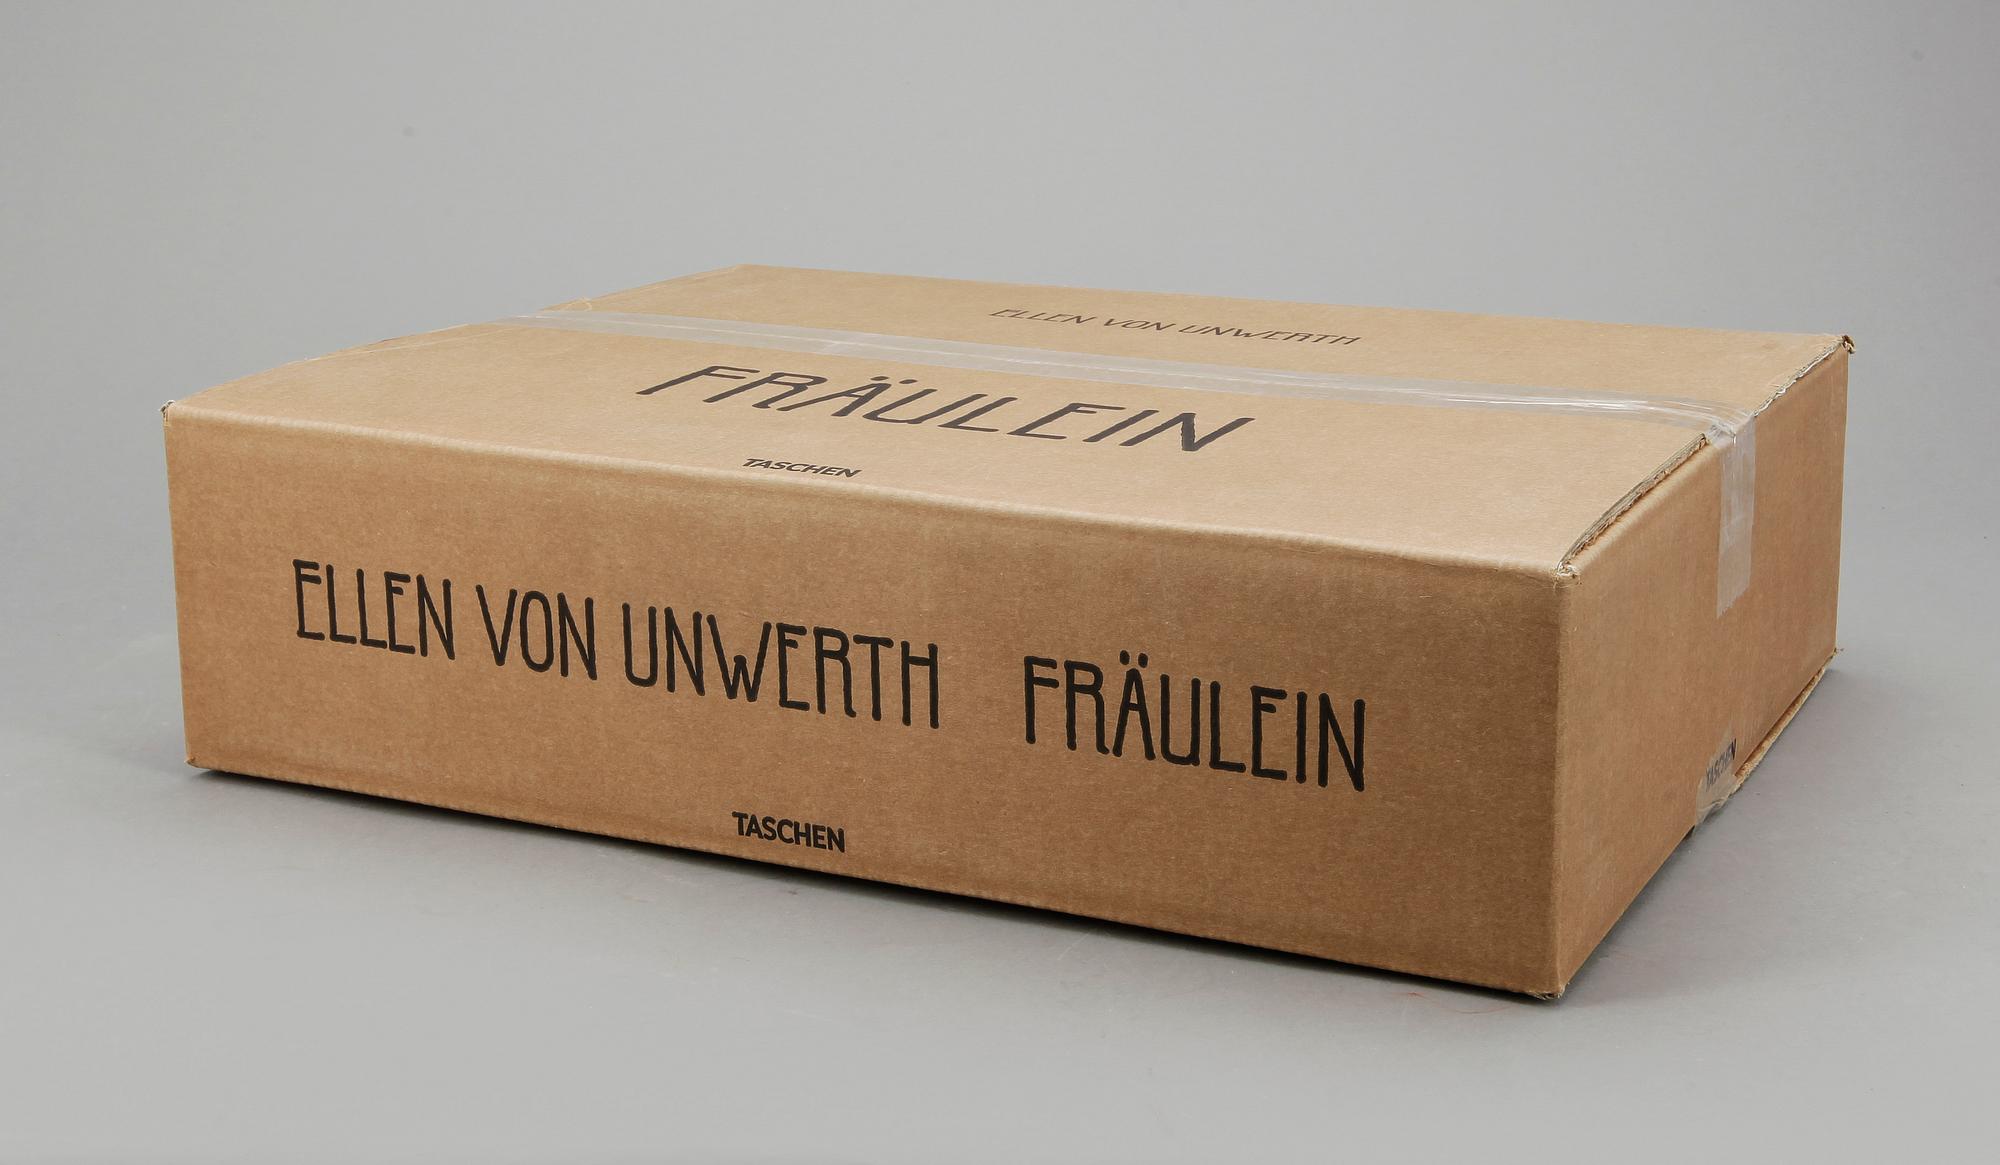 ELLEN VON UNWERTH
FRÄULEIN
TASCHEN
ELLEN VON UNWERTH FRÄULEIN
TASCHEN
TASCHEN